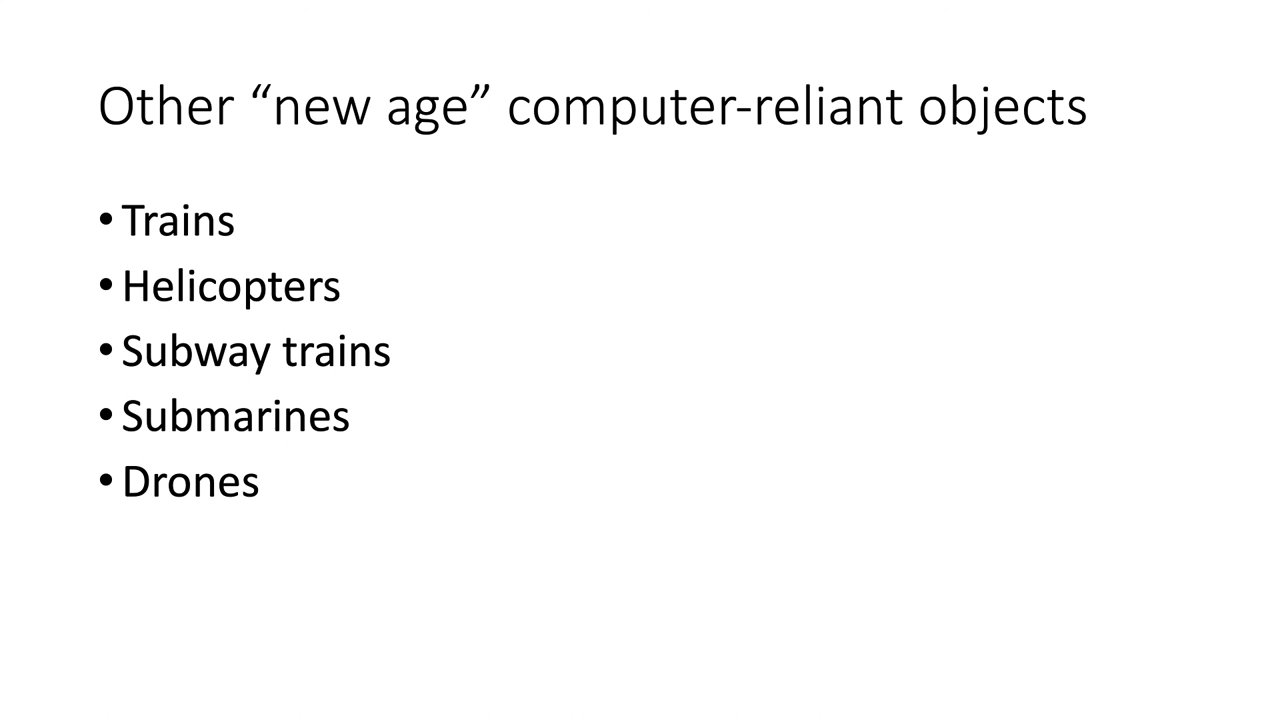 Other “new age” computer-reliant objects
• Trains
• Helicopters
• Subway trains
• Submarines
• Drones